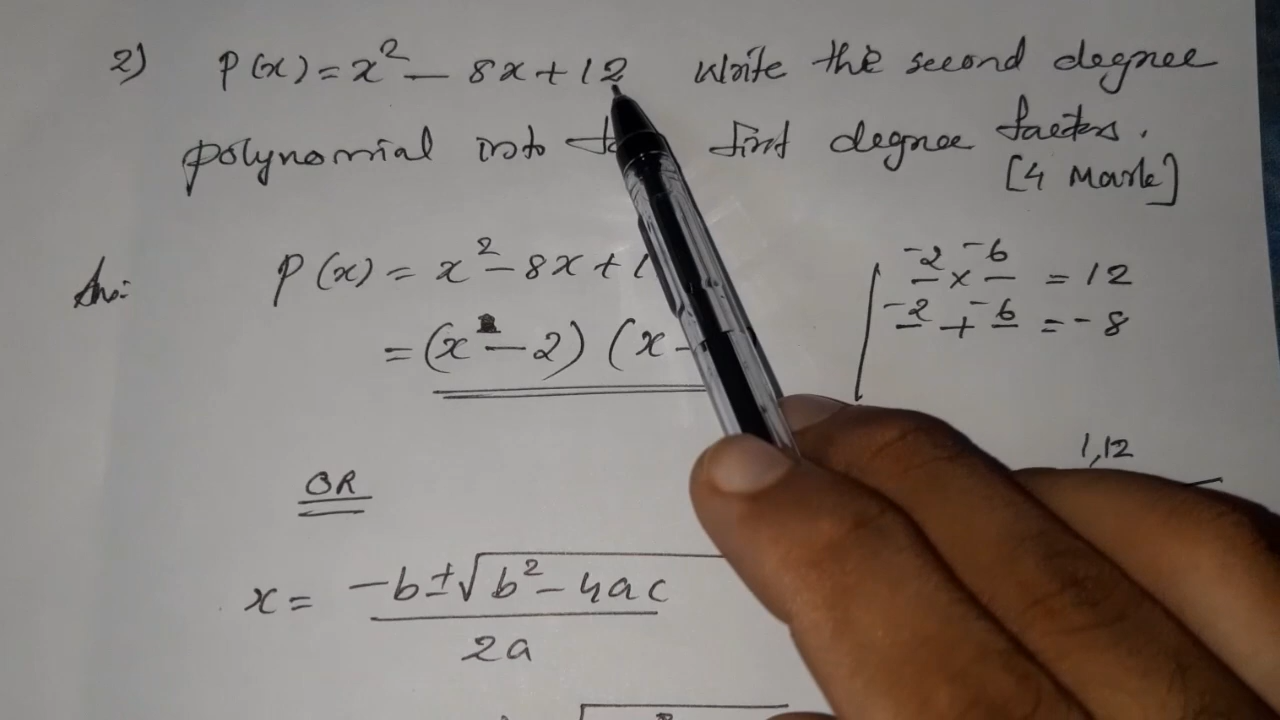 2) P(x) = x² - 8x + 12 Write the second degree
polynomial into first degree factors.
[4 Mark]
Ans: P(x) = x² - 8x + 1
-2 × -6 = 12
= (x - 2) (x -
-2 + -6 = -8
1,12
OR
x = -b ± √b² - 4ac
2a